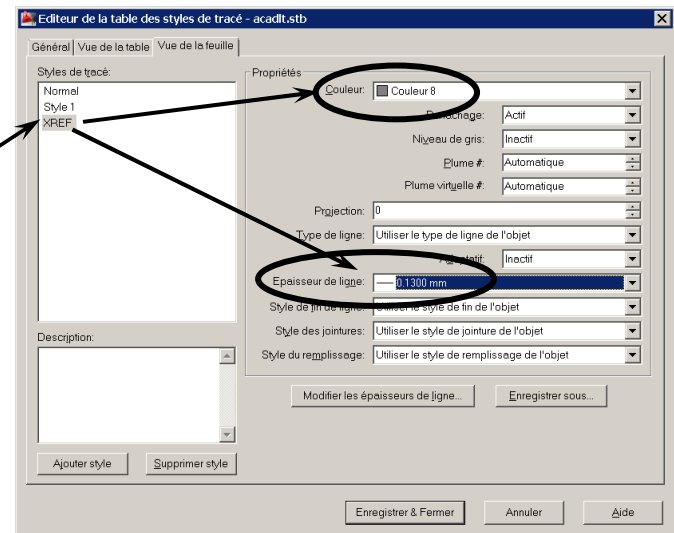 Editeur de la table des styles de tracé - acadlt.stb
Général Vue de la table Vue de la feuille
Styles de tracé:
Normal
Style 1
XREF
Description:
Ajouter style Supprimer style
Propriétés
Couleur: Couleur 8
Actif
Niveau de gris: Inactif
Plume #: Automatique
Plume virtuelle #: Automatique
Projection: 0
Type de ligne: Utiliser le type de ligne de l'objet
Inactif
Epaisseur de ligne: 0.1300 mm
Style de fin de ligne: Utiliser le style de fin de l'objet
Style des jointures: Utiliser le style de jointure de l'objet
Style du remplissage: Utiliser le style de remplissage de l'objet
Modifier les épaisseurs de ligne... Enregistrer sous...
Enregistrer & Fermer Annuler Aide